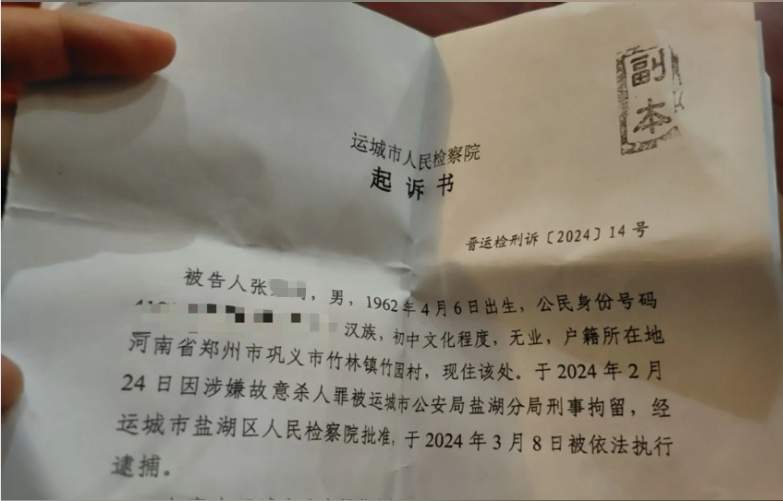 副本
运城市人民检察院
起诉书
晋运检刑诉〔2024〕14号
被告人张，男，1962年4月6日出生，公民身份号码
汉族，初中文化程度，无业，户籍所在地
河南省郑州市巩义市竹林镇竹园村，现住该处。于2024年2月
24日因涉嫌故意杀人罪被运城市公安局盐湖分局刑事拘留，经
运城市盐湖区人民检察院批准，于2024年3月8日被依法执行
逮捕。